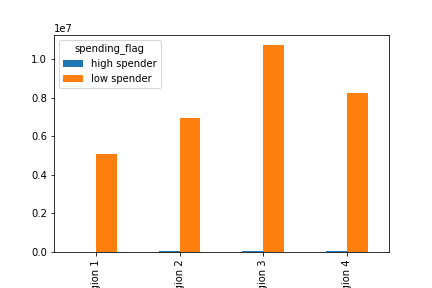 1e7
spending_flag
high spender
low spender
1.0
0.8
0.6
0.4
0.2
0.0
gion 1
gion 2
gion 3
gion 4